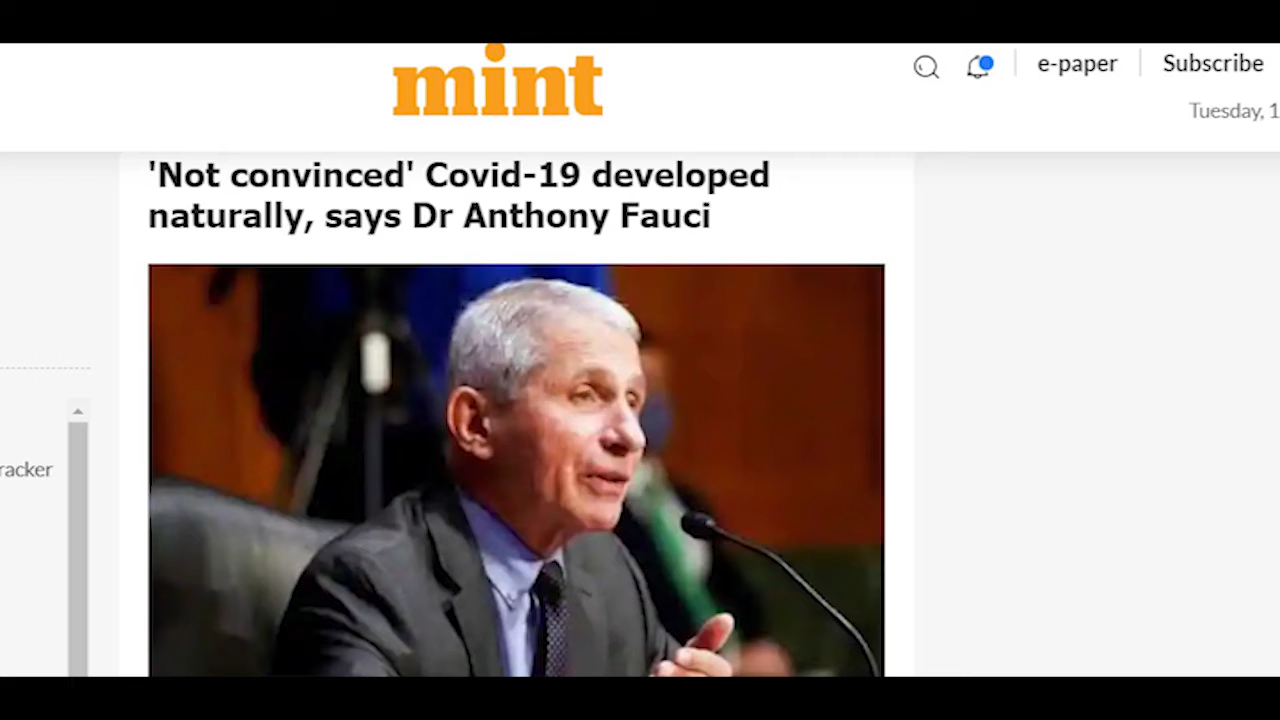 mint
e-paper
Subscribe
Tuesday, 1
'Not convinced' Covid-19 developed
naturally, says Dr Anthony Fauci
racker